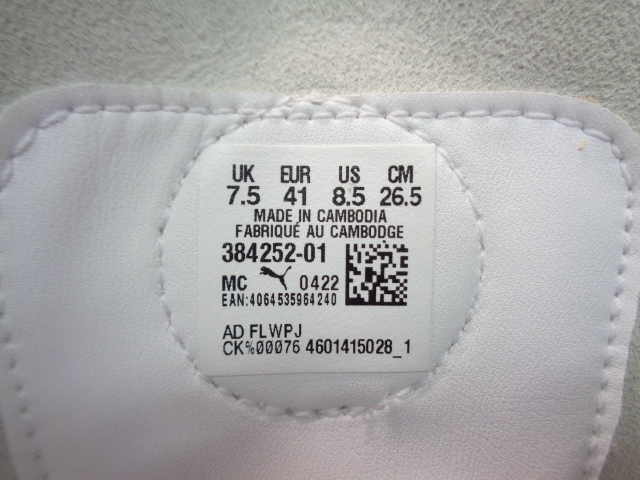 UK EUR US CM
7.5 41 8.5 26.5
MADE IN CAMBODIA
FABRIQUÉ AU CAMBODGE
384252-01
MC 0422
EAN:4064535964240
AD FLWPJ
CK%00076 4601415028_1